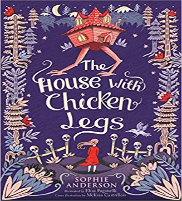 The
House with
Chicken
Legs
SOPHIE
ANDERSON